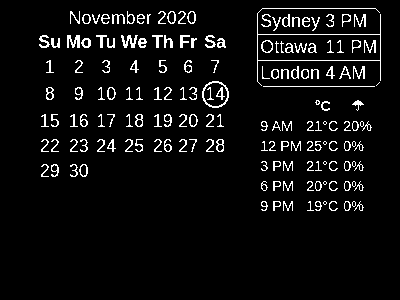 November 2020
Su Mo Tu We Th Fr Sa
1 2 3 4 5 6 7
8 9 10 11 12 13 14
15 16 17 18 19 20 21
22 23 24 25 26 27 28
29 30
Sydney 3 PM
Ottawa 11 PM
London 4 AM
°C ☂
9 AM 21°C 20%
12 PM 25°C 0%
3 PM 21°C 0%
6 PM 20°C 0%
9 PM 19°C 0%